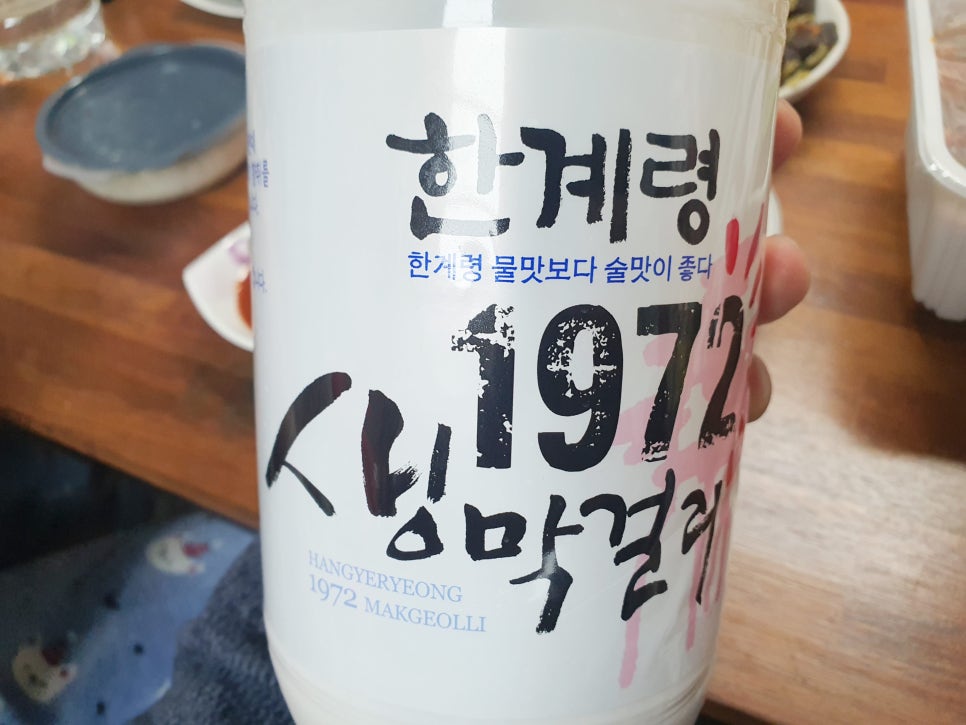 한계령
한계령 물맛보다 술맛이 좋다
1972
생막걸리
HANGYERYEONG
1972 MAKGEOLLI